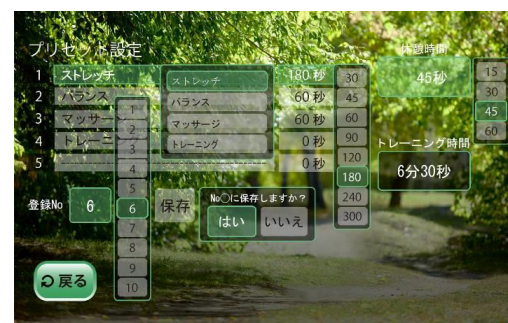 プリセット設定
休憩時間
45秒
15
30
45
60
1 ストレッチ 180秒
2 バランス 60秒
3 マッサージ 60秒
4 トレーニング 0秒
5 0秒
ストレッチ
バランス
マッサージ
トレーニング
30
45
60
90
120
180
240
300
トレーニング時間
6分30秒
登録No 6
1
2
3
4
5
6
7
8
9
10
保存
No○に保存しますか？
はい いいえ
戻る